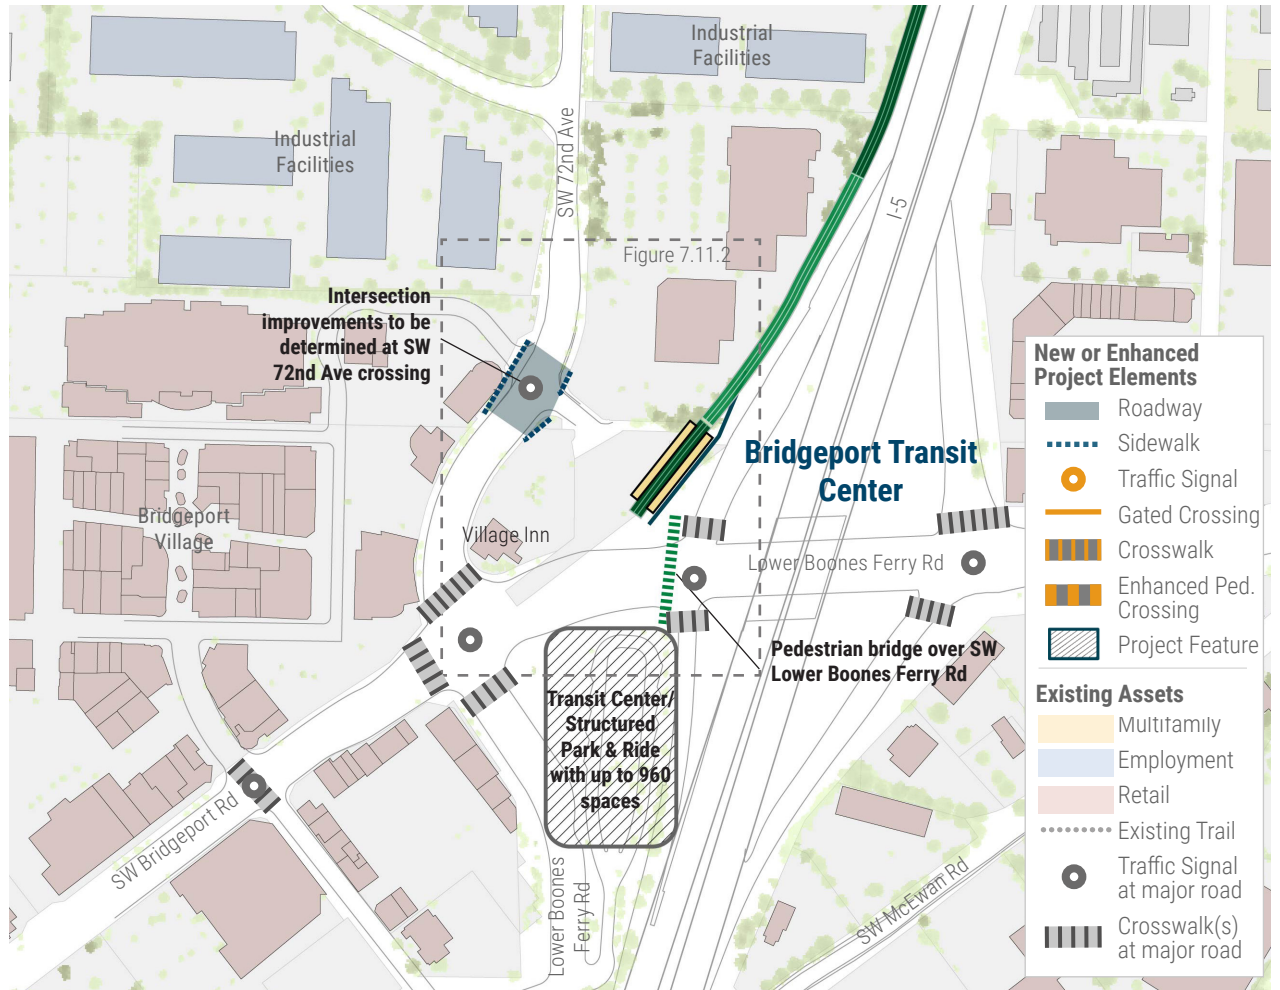 Industrial
Facilities
Industrial
Facilities
SW 72nd Ave
I-5
Figure 7.11.2
Intersection
improvements to be
determined at SW
72nd Ave crossing
Bridgeport Transit
Center
Bridgeport
Village
Village Inn
Lower Boones Ferry Rd
Pedestrian bridge over SW
Lower Boones Ferry Rd
Transit Center/
Structured
Park & Ride
with up to 960
spaces
SW Bridgeport Rd
Lower Boones
Ferry Rd
SW McEwan Rd
New or Enhanced
Project Elements
Roadway
Sidewalk
Traffic Signal
Gated Crossing
Crosswalk
Enhanced Ped.
Crossing
Project Feature
Existing Assets
Multifamily
Employment
Retail
Existing Trail
Traffic Signal
at major road
Crosswalk(s)
at major road